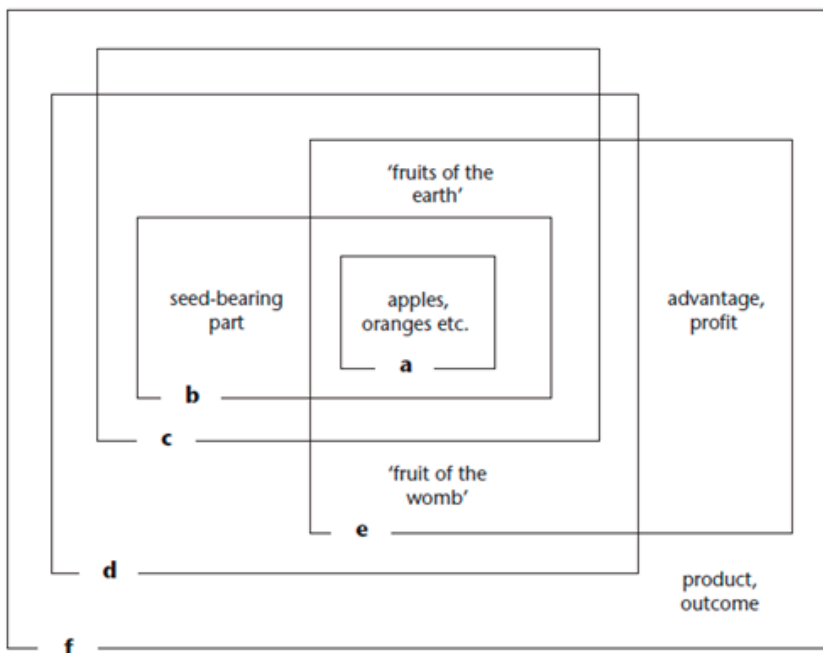 ‘fruits of the
earth’
seed-bearing
part
apples,
oranges etc.
advantage,
profit
a
b
c
‘fruit of the
womb’
e
d
product,
outcome
f